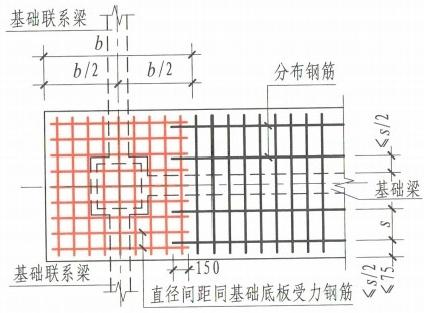 基础联系梁
b
b/2
b/2
分布钢筋
≤s/2
基础梁
s
≤s/2
≤75
150
基础联系梁
直径间距同基础底板受力钢筋